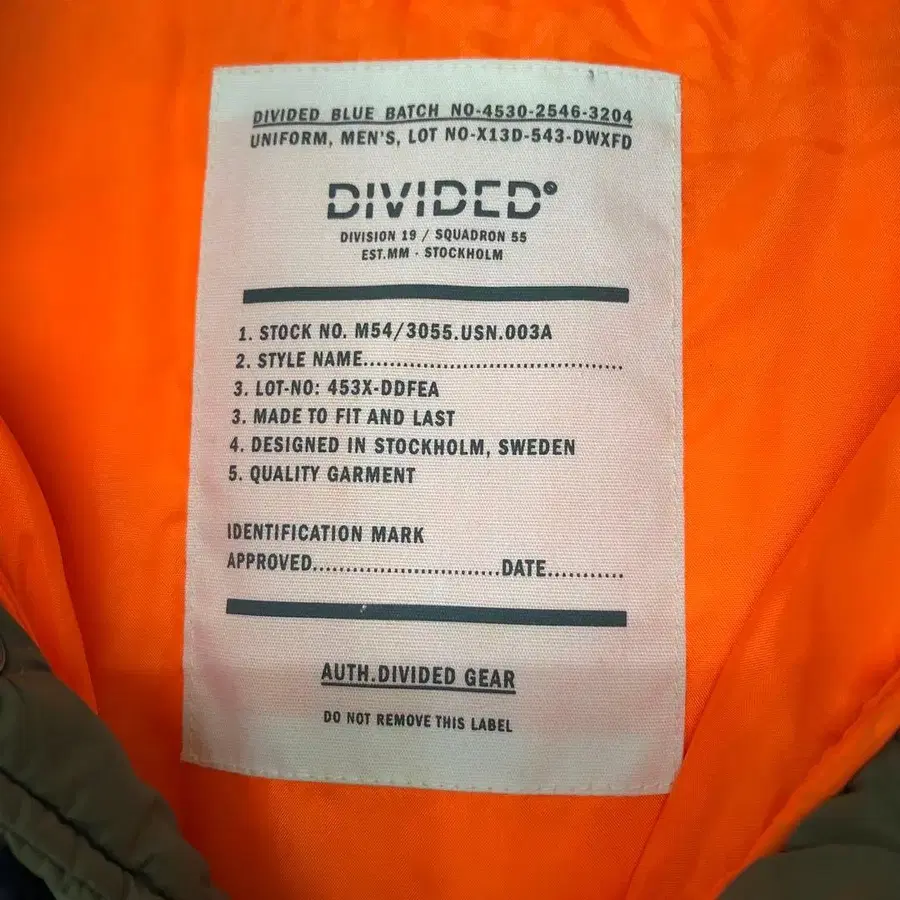 DIVIDED BLUE BATCH NO-4530-2546-3204
UNIFORM, MEN'S, LOT NO-X13D-543-DWXFD
DIVIDED®
DIVISION 19 / SQUADRON 55
EST.MM · STOCKHOLM
1. STOCK NO. M54/3055.USN.003A
2. STYLE NAME.......................................
3. LOT-NO: 453X-DDFEA
3. MADE TO FIT AND LAST
4. DESIGNED IN STOCKHOLM, SWEDEN
5. QUALITY GARMENT
IDENTIFICATION MARK
APPROVED............................DATE...........
AUTH.DIVIDED GEAR
DO NOT REMOVE THIS LABEL